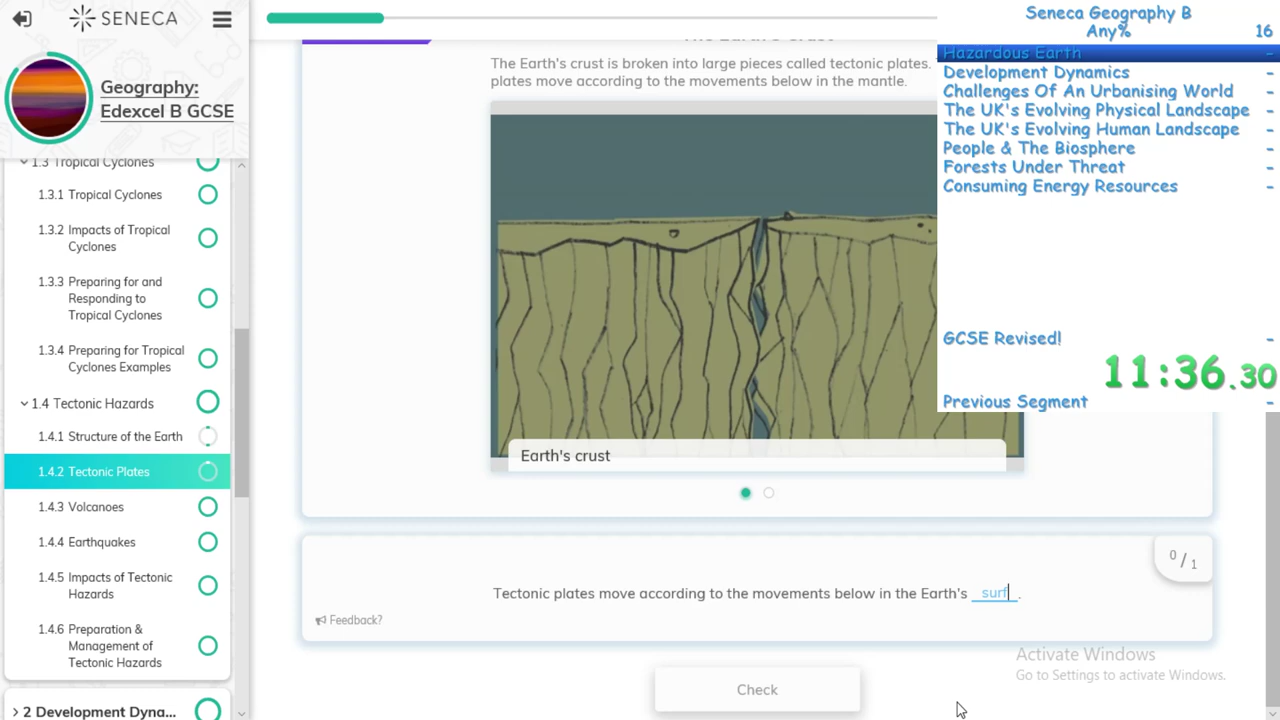 SENECA
Geography:
Edexcel B GCSE
1.3 Tropical Cyclones
1.3.1 Tropical Cyclones
1.3.2 Impacts of Tropical
Cyclones
1.3.3 Preparing for and
Responding to
Tropical Cyclones
1.3.4 Preparing for Tropical
Cyclones Examples
1.4 Tectonic Hazards
1.4.1 Structure of the Earth
1.4.2 Tectonic Plates
1.4.3 Volcanoes
1.4.4 Earthquakes
1.4.5 Impacts of Tectonic
Hazards
1.4.6 Preparation &
Management of
Tectonic Hazards
2 Development Dyna...
The Earth's Crust
The Earth's crust is broken into large pieces called tectonic plates.
plates move according to the movements below in the mantle.
Earth's crust
0 / 1
Tectonic plates move according to the movements below in the Earth's surf .
Feedback?
Check
Activate Windows
Go to Settings to activate Windows.
Seneca Geography B
Any% 16
Hazardous Earth -
Development Dynamics -
Challenges Of An Urbanising World -
The UK's Evolving Physical Landscape -
The UK's Evolving Human Landscape -
People & The Biosphere -
Forests Under Threat -
Consuming Energy Resources -
GCSE Revised! -
11:36.30
Previous Segment -